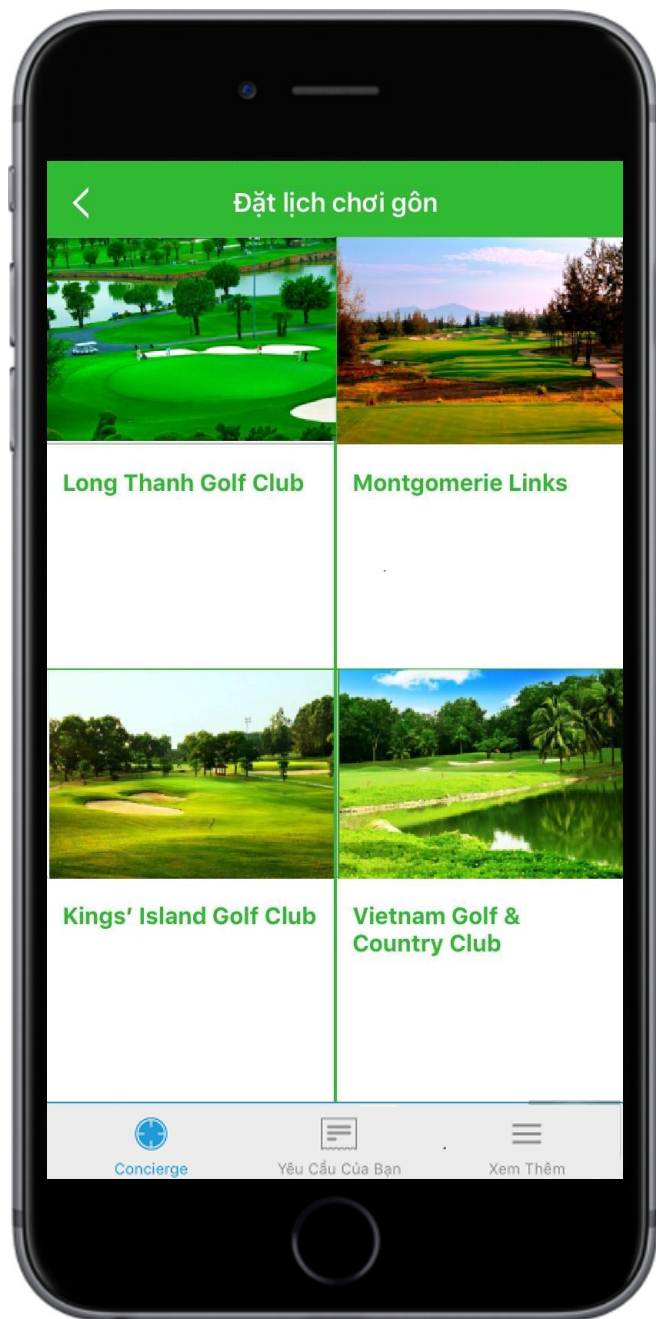 Đặt lịch chơi gôn
Long Thanh Golf Club
Montgomerie Links
Kings’ Island Golf Club
Vietnam Golf &
Country Club
Concierge
Yêu Cầu Của Bạn
Xem Thêm